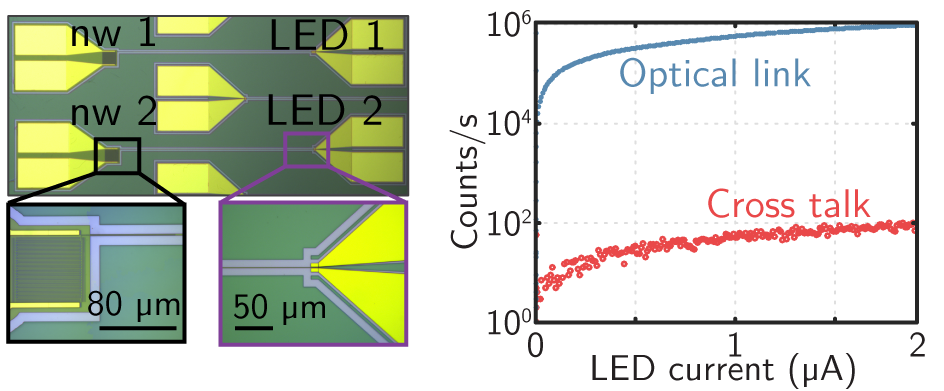 nw 1 LED 1
nw 2 LED 2
80 μm
50 μm
Counts/s
10⁶
10⁴
10²
10⁰
Optical link
Cross talk
0 1 2
LED current (μA)